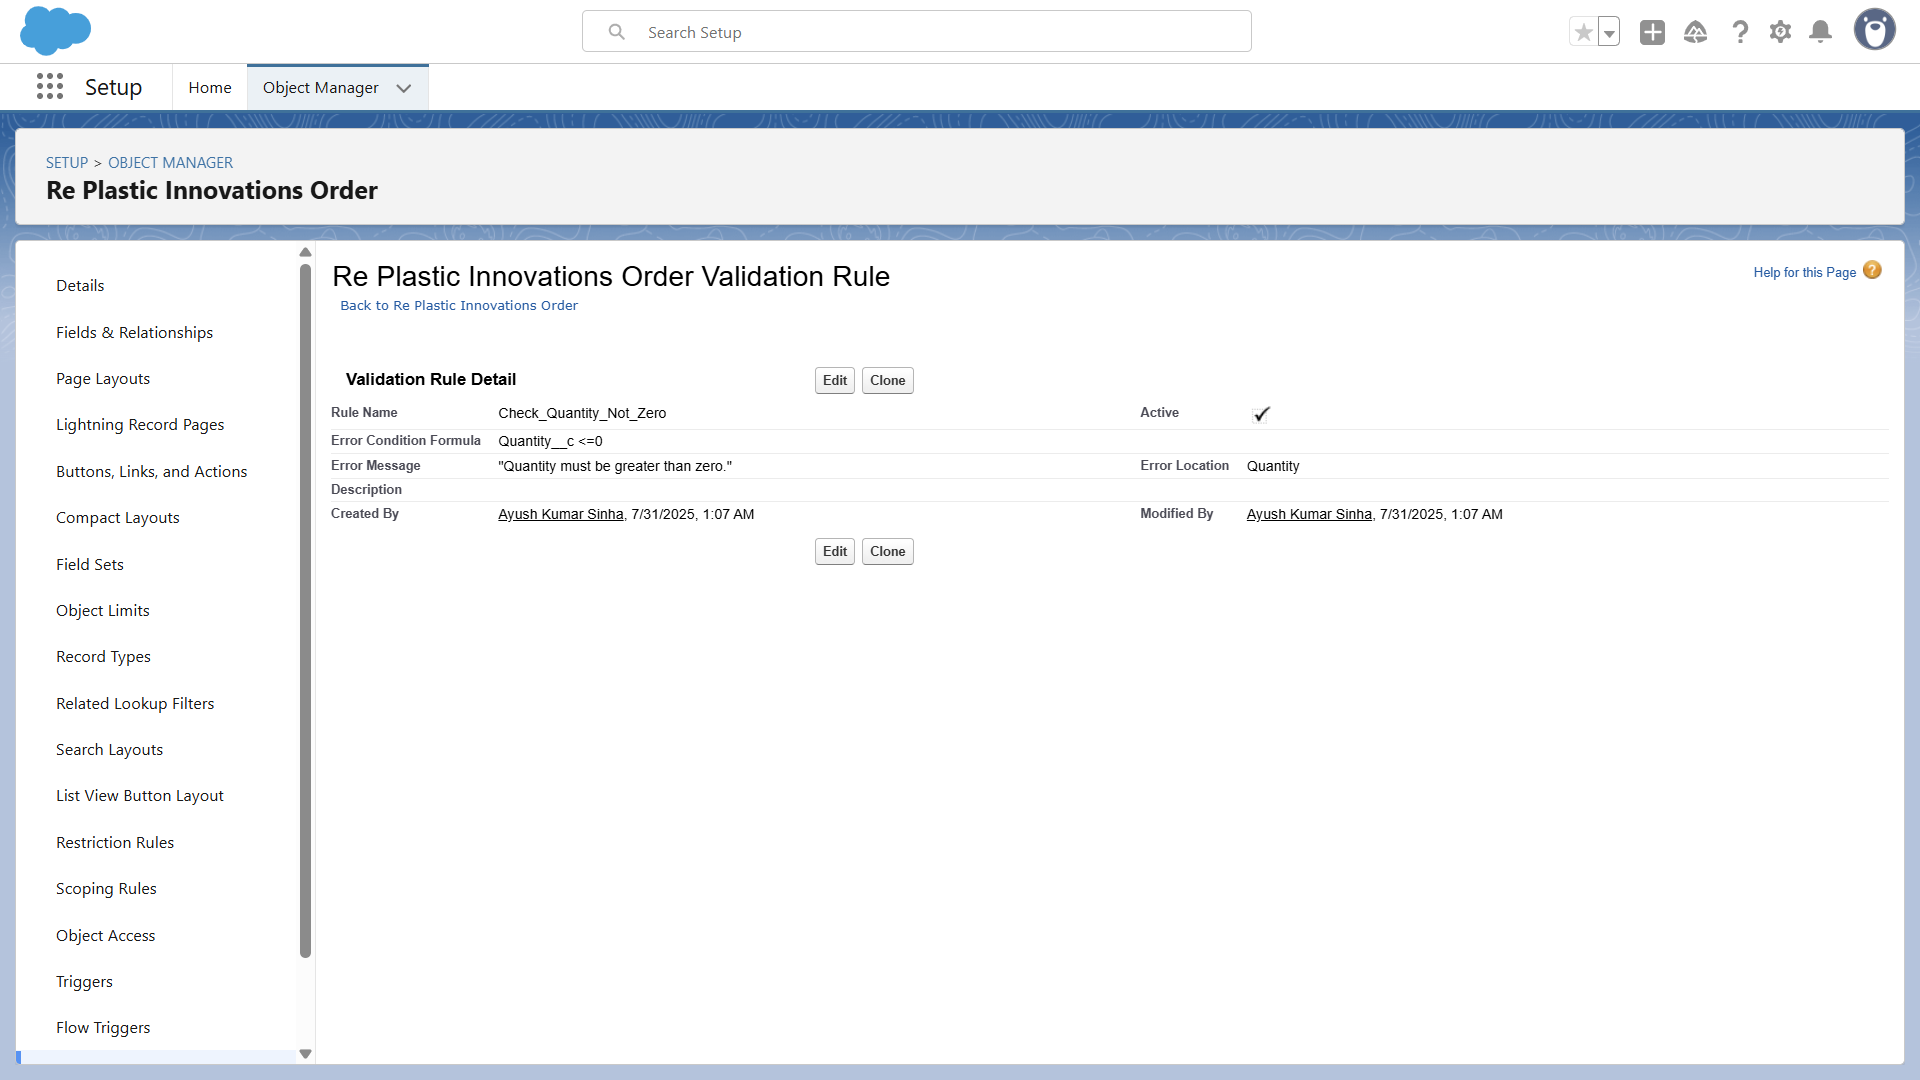 Search Setup
Setup
Home
Object Manager
SETUP > OBJECT MANAGER
Re Plastic Innovations Order
Details
Fields & Relationships
Page Layouts
Lightning Record Pages
Buttons, Links, and Actions
Compact Layouts
Field Sets
Object Limits
Record Types
Related Lookup Filters
Search Layouts
List View Button Layout
Restriction Rules
Scoping Rules
Object Access
Triggers
Flow Triggers
Re Plastic Innovations Order Validation Rule
Help for this Page ?
Back to Re Plastic Innovations Order
Validation Rule Detail Edit Clone
Rule Name Check_Quantity_Not_Zero Active
Error Condition Formula Quantity__c <=0
Error Message "Quantity must be greater than zero." Error Location Quantity
Description
Created By Ayush Kumar Sinha, 7/31/2025, 1:07 AM Modified By Ayush Kumar Sinha, 7/31/2025, 1:07 AM
Edit Clone